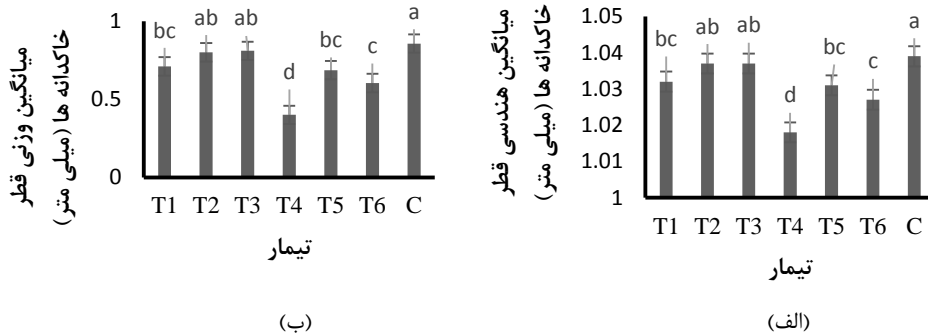 میانگین هندسی قطر
خاکدانه ها (میلی متر)
1.05
1.04
1.03
1.02
1.01
1
bc
ab
ab
d
bc
c
a
T1 T2 T3 T4 T5 T6 C
تیمار
(الف)
میانگین وزنی قطر
خاکدانه ها (میلی متر)
1
0.5
0
bc
ab
ab
d
bc
c
a
T1 T2 T3 T4 T5 T6 C
تیمار
(ب)